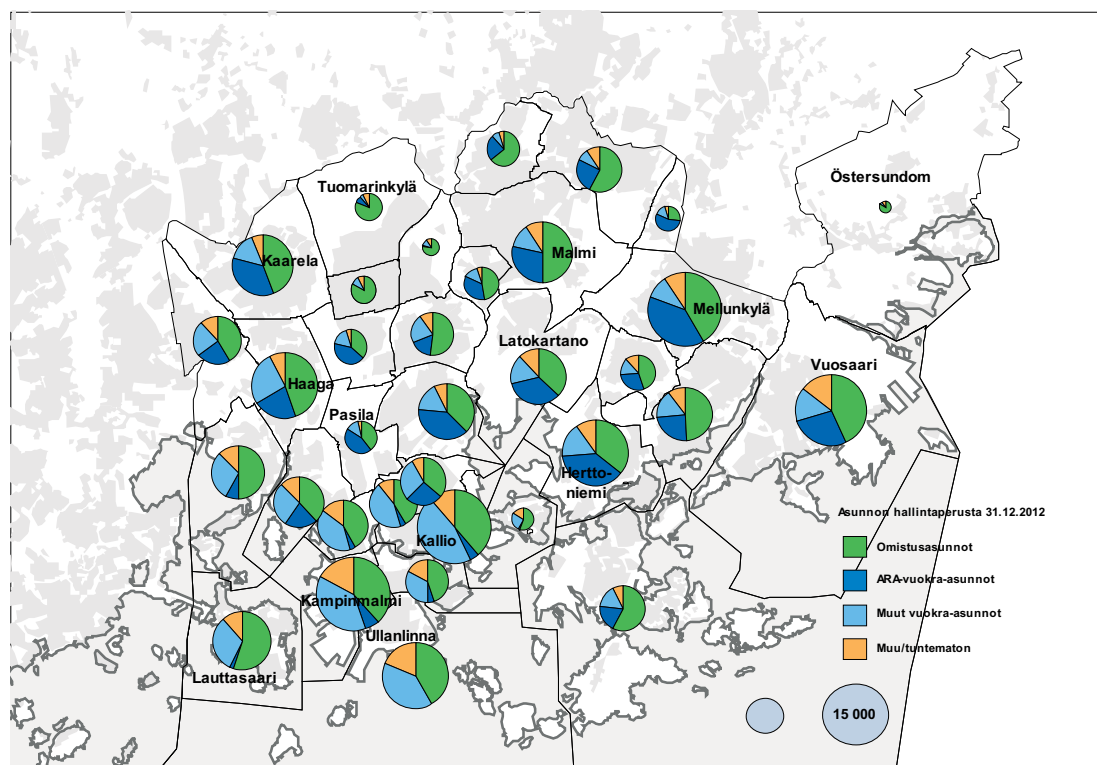 Tuomarinkylä
Östersundom
Kaarela
Malmi
Mellunkylä
Latokartano
Vuosaari
Haaga
Pasila
Hertto-
niemi
Asunnon hallintaperusta 31.12.2012
Kallio
Omistusasunnot
ARA-vuokra-asunnot
Kampinmalmi
Muut vuokra-asunnot
Ullanlinna
Muu/tuntematon
Lauttasaari
15 000